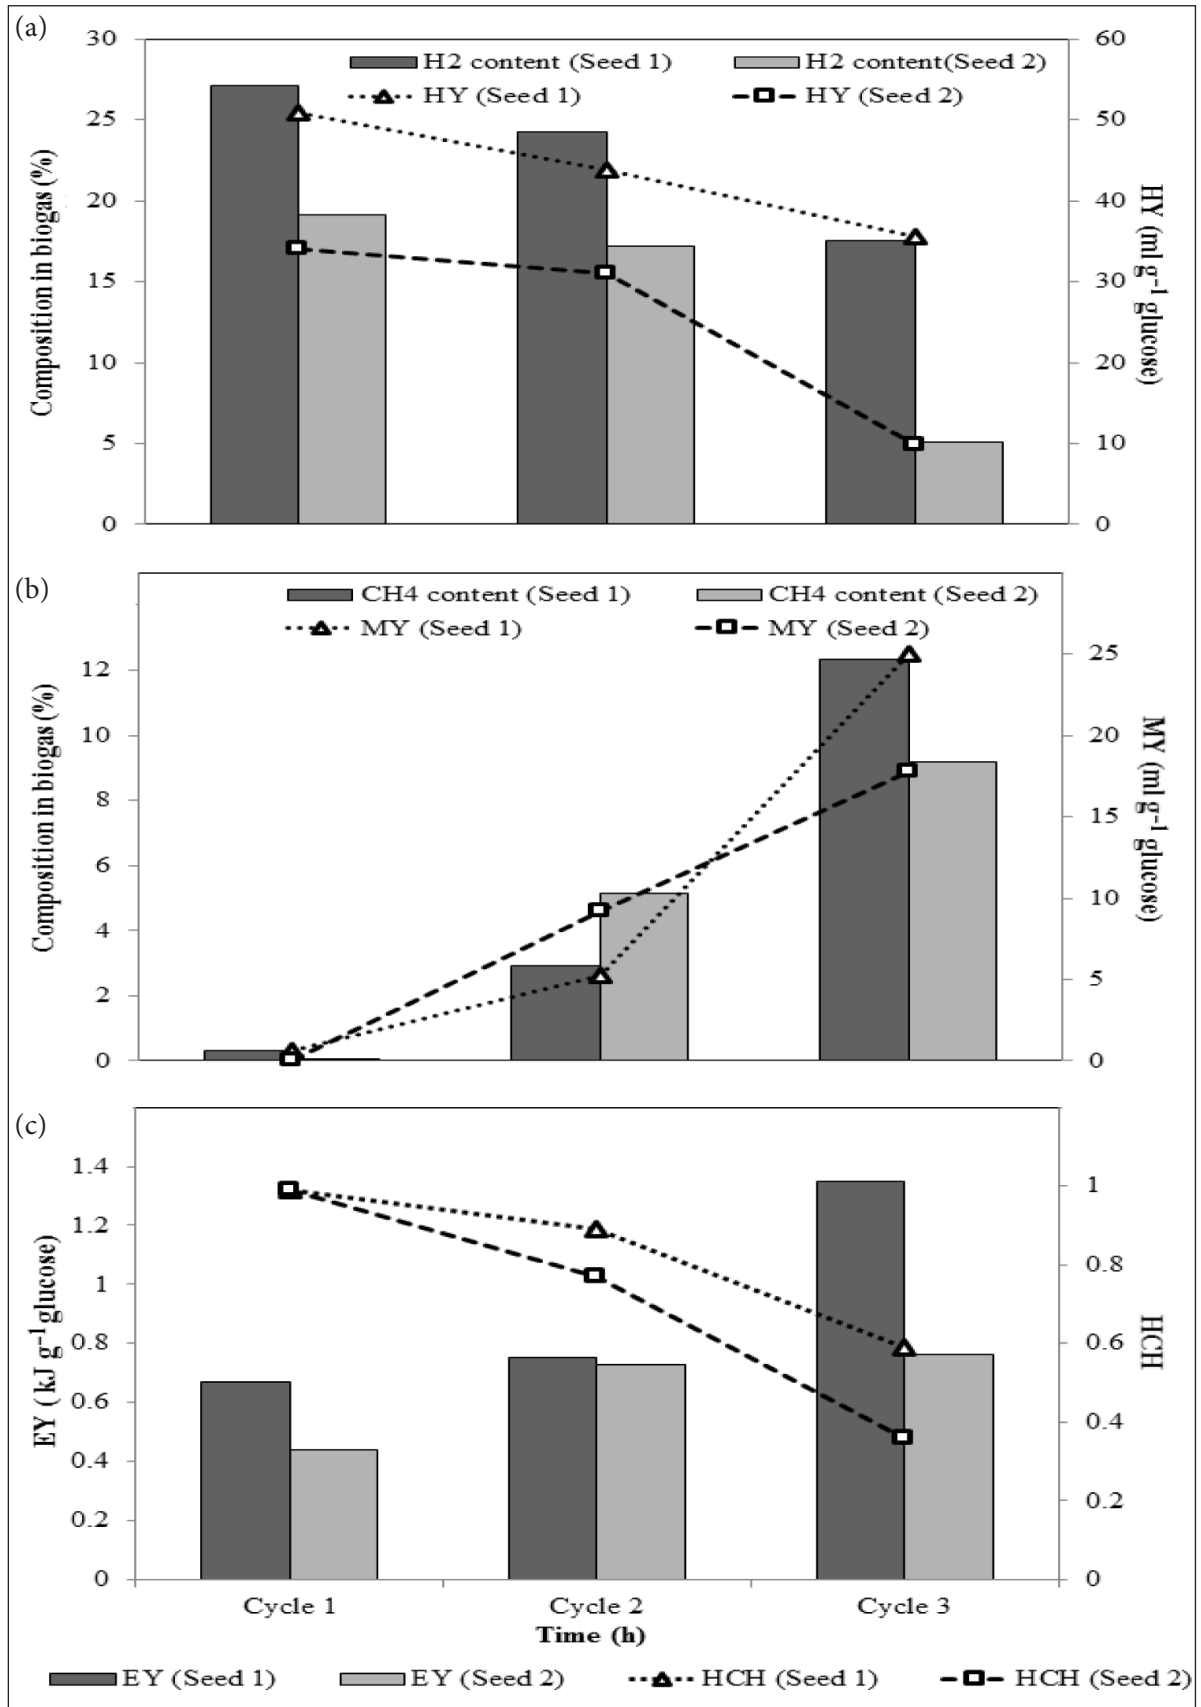 (a)
30
25
20
15
10
5
0
Composition in biogas (%)
H2 content (Seed 1)
H2 content(Seed 2)
HY (Seed 1)
HY (Seed 2)
60
50
40
30
20
10
0
HY (ml g-1 glucose)
(b)
12
10
8
6
4
2
0
Composition in biogas (%)
CH4 content (Seed 1)
CH4 content (Seed 2)
MY (Seed 1)
MY (Seed 2)
25
20
15
10
5
0
MY (ml g-1 glucose)
(c)
1.4
1.2
1
0.8
0.6
0.4
0.2
0
EY ( kJ g-1 glucose)
1
0.8
0.6
0.4
0.2
0
HCH
Cycle 1
Cycle 2
Cycle 3
Time (h)
EY (Seed 1)
EY (Seed 2)
HCH (Seed 1)
HCH (Seed 2)